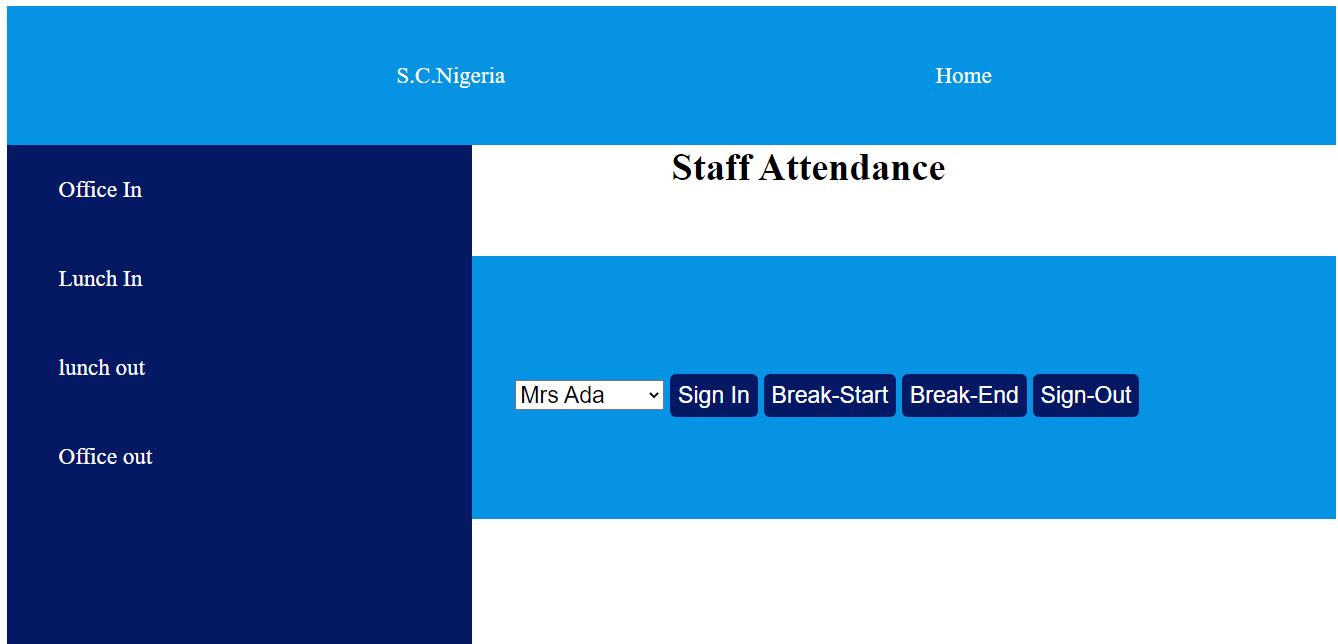 S.C.Nigeria Home
Office In
Lunch In
lunch out
Office out
Staff Attendance
Mrs Ada Sign In Break-Start Break-End Sign-Out